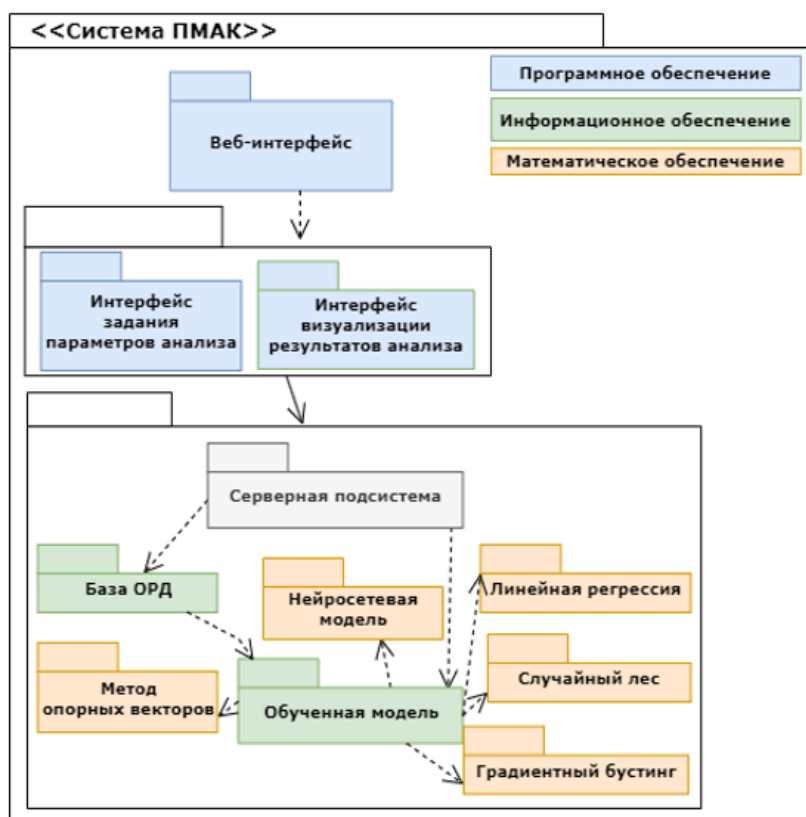 <<Система ПМАК>>
Программное обеспечение
Веб-интерфейс
Информационное обеспечение
Математическое обеспечение
Интерфейс
задания
параметров анализа
Интерфейс
визуализации
результатов анализа
Серверная подсистема
База ОРД
Нейросетевая
модель
Линейная регрессия
Метод
опорных векторов
Обученная модель
Случайный лес
Градиентный бустинг